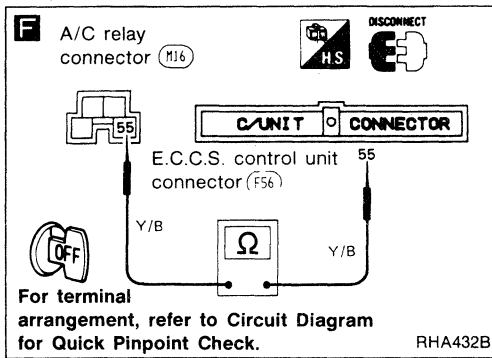 F
A/C relay
connector (M16)
H.S
DISCONNECT
55
C/UNIT CONNECTOR
E.C.C.S. control unit
connector (F56)
55
Y/B
Ω
Y/B
OFF
For terminal
arrangement, refer to Circuit Diagram
for Quick Pinpoint Check.
RHA432B